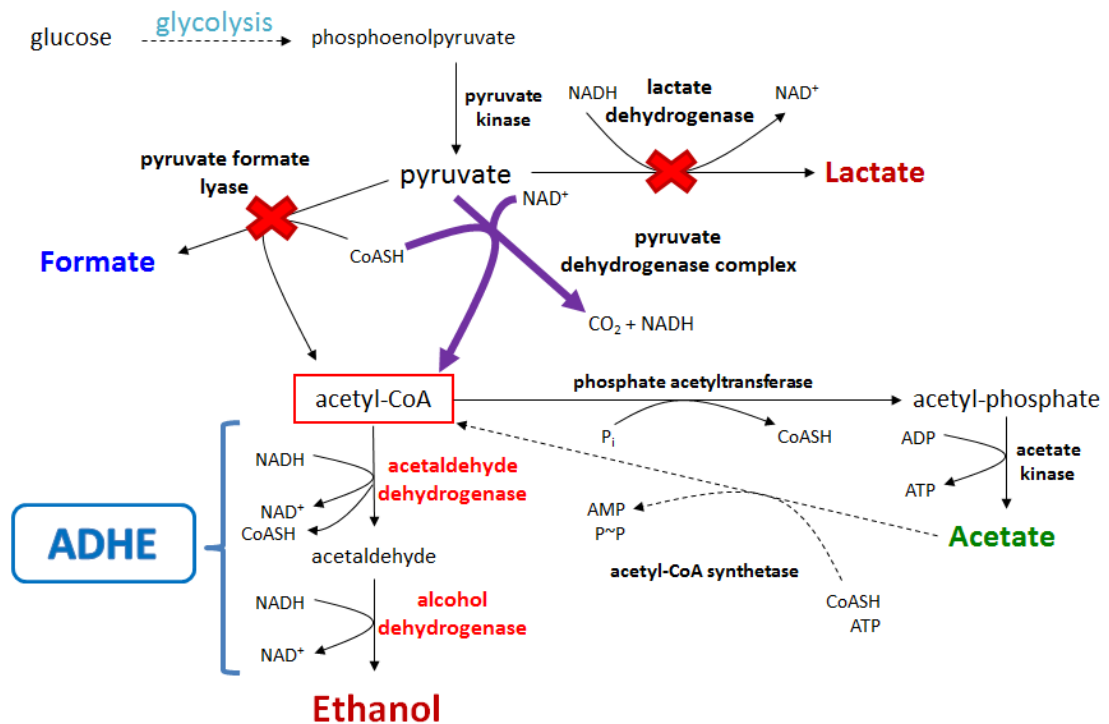 glucose
glycolysis
phosphoenolpyruvate
pyruvate
kinase
NADH
lactate
dehydrogenase
NAD⁺
pyruvate formate
lyase
pyruvate
Lactate
NAD⁺
CoASH
Formate
pyruvate
dehydrogenase complex
CO₂ + NADH
acetyl-CoA
phosphate acetyltransferase
acetyl-phosphate
Pᵢ
CoASH
ADP
acetate
kinase
ATP
NADH
acetaldehyde
dehydrogenase
NAD⁺
CoASH
AMP
P~P
Acetate
ADHE
acetaldehyde
acetyl-CoA synthetase
CoASH
ATP
NADH
alcohol
dehydrogenase
NAD⁺
Ethanol